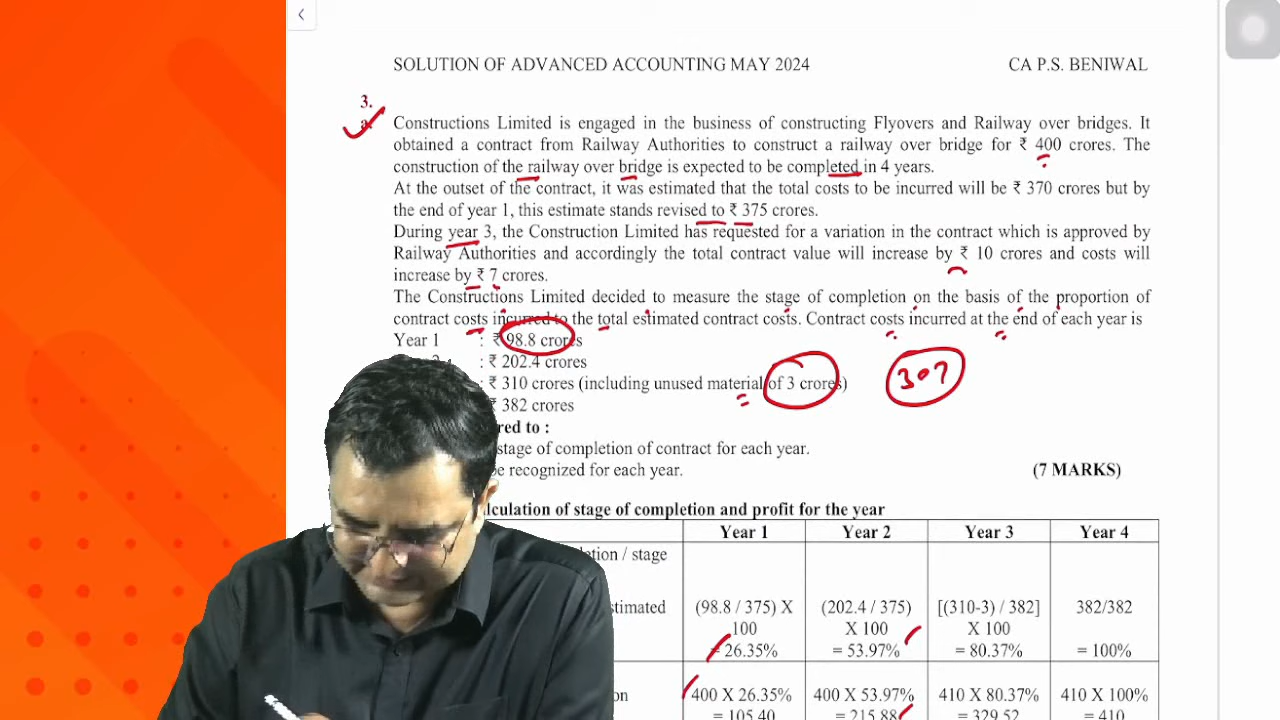 SOLUTION OF ADVANCED ACCOUNTING MAY 2024 CA P.S. BENIWAL
3.
a.
Constructions Limited is engaged in the business of constructing Flyovers and Railway over bridges. It
obtained a contract from Railway Authorities to construct a railway over bridge for ₹ 400 crores. The
construction of the railway over bridge is expected to be completed in 4 years.
At the outset of the contract, it was estimated that the total costs to be incurred will be ₹ 370 crores but by
the end of year 1, this estimate stands revised to ₹ 375 crores.
During year 3, the Construction Limited has requested for a variation in the contract which is approved by
Railway Authorities and accordingly the total contract value will increase by ₹ 10 crores and costs will
increase by ₹ 7 crores.
The Constructions Limited decided to measure the stage of completion on the basis of the proportion of
contract costs incurred to the total estimated contract costs. Contract costs incurred at the end of each year is
Year 1 : ₹ 98.8 crores
: ₹ 202.4 crores
: ₹ 310 crores (including unused material of 3 crores) 307
₹ 382 crores
red to :
stage of completion of contract for each year.
be recognized for each year. (7 MARKS)
lculation of stage of completion and profit for the year
Year 1 Year 2 Year 3 Year 4
etion / stage
stimated (98.8 / 375) X (202.4 / 375) [(310-3) / 382] 382/382
100 X 100 X 100
= 26.35% = 53.97% = 80.37% = 100%
on 400 X 26.35% 400 X 53.97% 410 X 80.37% 410 X 100%
= 105.40 = 215.88 = 329.52 = 410